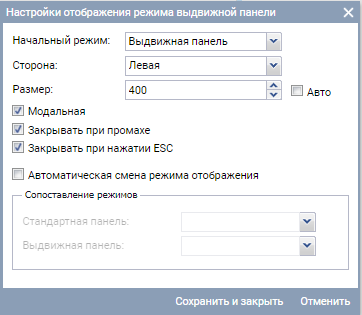 Настройки отображения режима выдвижной панели
Начальный режим: Выдвижная панель
Сторона: Левая
Размер: 400 Авто
Модальная
Закрывать при промахе
Закрывать при нажатии ESC
Автоматическая смена режима отображения
Сопоставление режимов
Стандартная панель:
Выдвижная панель:
Сохранить и закрыть Отменить